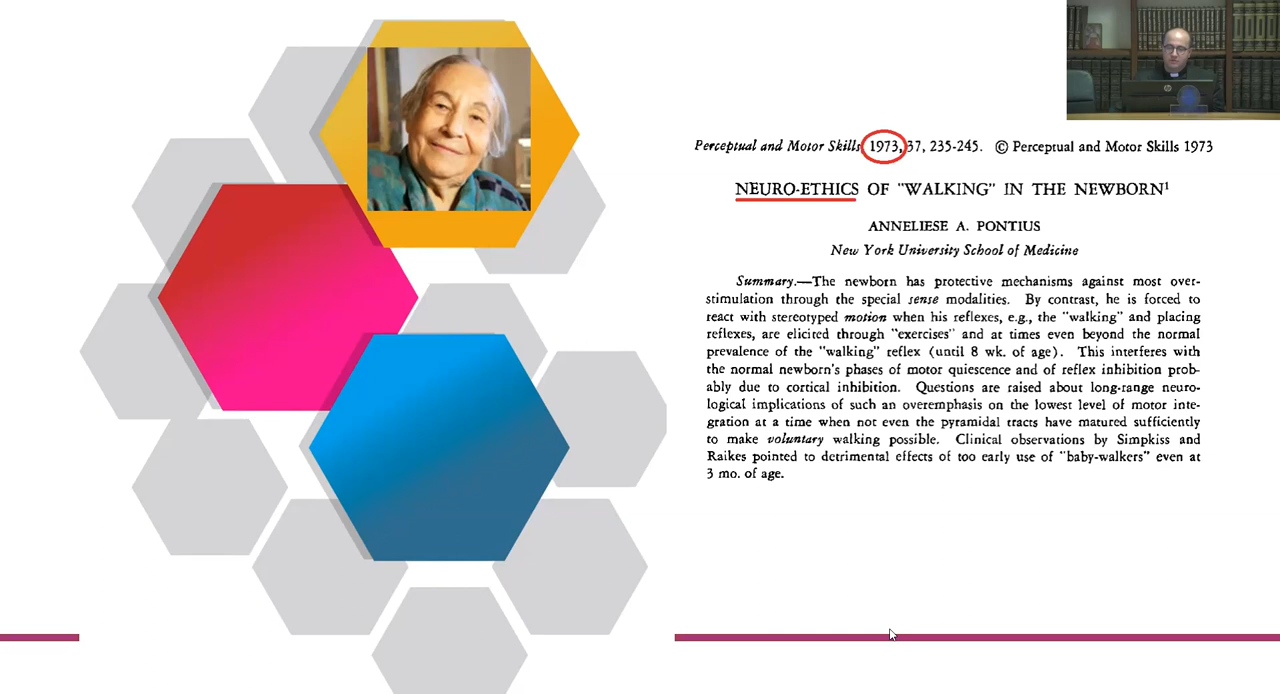 Perceptual and Motor Skills, 1973, 37, 235-245. © Perceptual and Motor Skills 1973
NEURO-ETHICS OF "WALKING" IN THE NEWBORN¹
ANNELIESE A. PONTIUS
New York University School of Medicine
Summary.—The newborn has protective mechanisms against most over-
stimulation through the special sense modalities. By contrast, he is forced to
react with stereotyped motion when his reflexes, e.g., the "walking" and placing
reflexes, are elicited through "exercises" and at times even beyond the normal
prevalence of the "walking" reflex (until 8 wk. of age). This interferes with
the normal newborn's phases of motor quiescence and of reflex inhibition prob-
ably due to cortical inhibition. Questions are raised about long-range neuro-
logical implications of such an overemphasis on the lowest level of motor inte-
gration at a time when not even the pyramidal tracts have matured sufficiently
to make voluntary walking possible. Clinical observations by Simpkiss and
Raikes pointed to detrimental effects of too early use of "baby-walkers" even at
3 mo. of age.